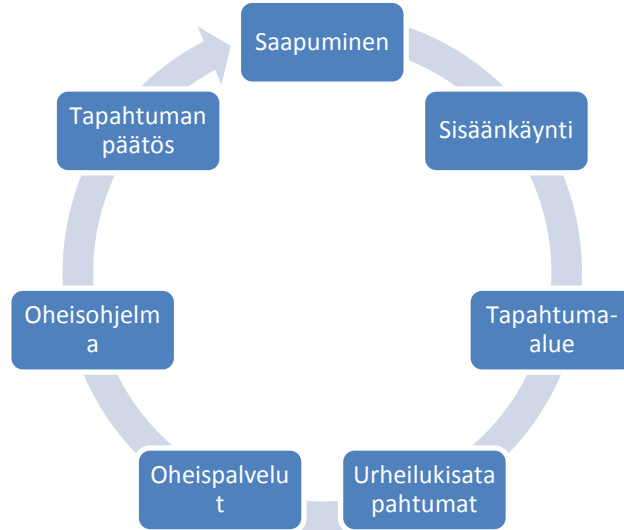 Saapuminen
Sisäänkäynti
Tapahtuma-
alue
Urheilukisata
pahtumat
Oheispalvelu
t
Oheisohjelm
a
Tapahtuman
päätös